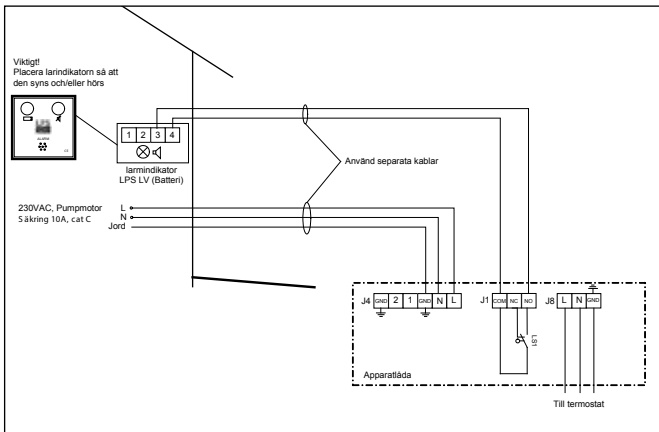 Viktigt!
Placera larindikatorn så att
den syns och/eller hörs
ALARM
1 2 3 4
larmindikator
LPS LV (Batteri)
Använd separata kablar
230VAC, Pumpmotor
Säkring 10A, cat C
L
N
Jord
J4 GND 2 1 GND N L
J1 COM NC NO
J8 L N GND
LS1
Apparatlåda
Till termostat